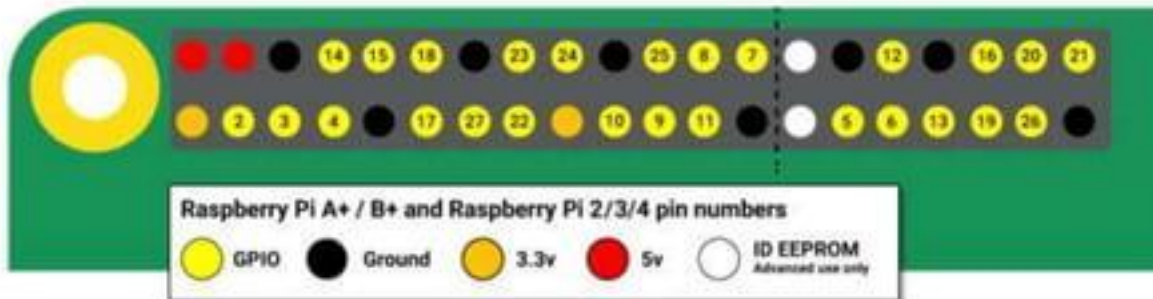 14 15 18 23 24 25 8 7 12 16 20 21
2 3 4 17 27 22 10 9 11 5 6 13 19 26
Raspberry Pi A+ / B+ and Raspberry Pi 2/3/4 pin numbers
GPIO Ground 3.3v 5v ID EEPROM
Advanced use only